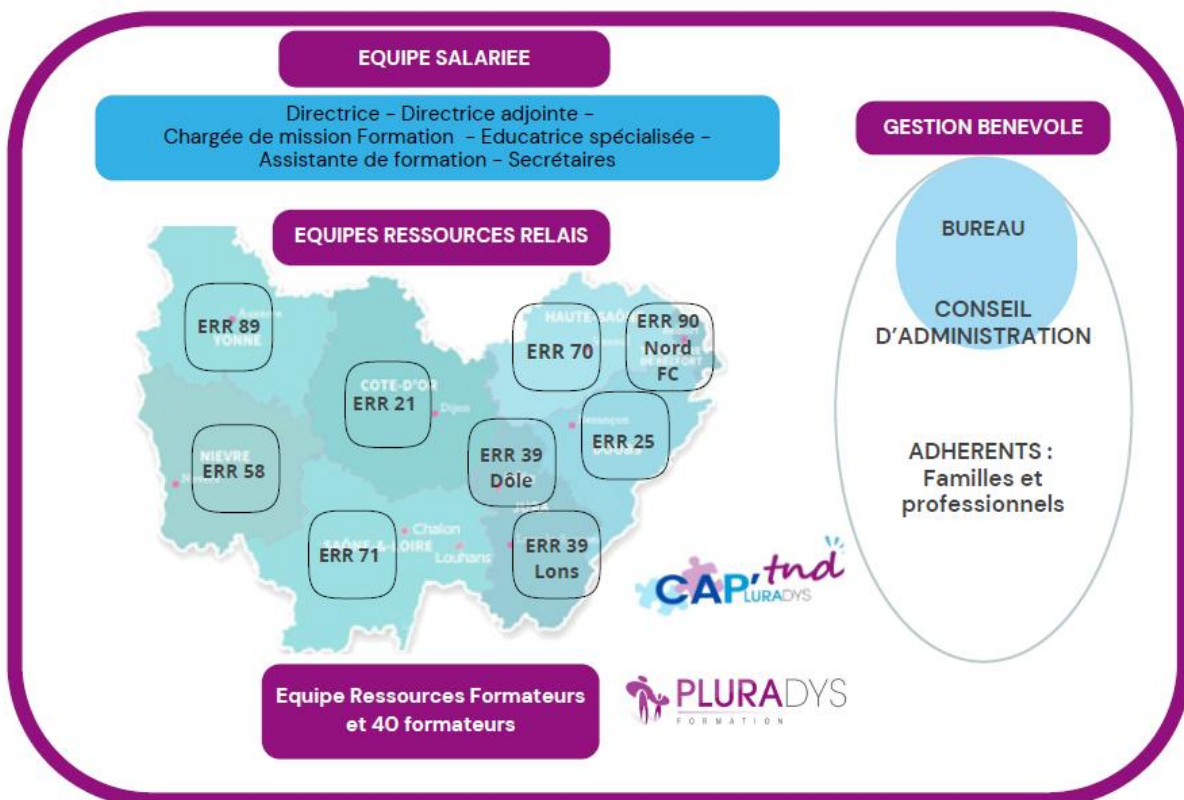 EQUIPE SALARIEE
Directrice – Directrice adjointe –
Chargée de mission Formation – Educatrice spécialisée –
Assistante de formation – Secrétaires
GESTION BENEVOLE
BUREAU
CONSEIL
D'ADMINISTRATION
ADHERENTS :
Familles et
professionnels
EQUIPES RESSOURCES RELAIS
ERR 89
YONNE
HAUTE-SAÔNE
ERR 70
ERR 90
Nord
FC
COTE-D'OR
ERR 21
Dijon
ERR 25
DOUBS
NIEVRE
ERR 58
ERR 39
Dôle
JURA
Chalon
SAÔNE-&-LOIRE
Louhans
ERR 71
ERR 39
Lons
CAP'tnd
PLURADYS
Equipe Ressources Formateurs
et 40 formateurs
PLURADYS
FORMATION